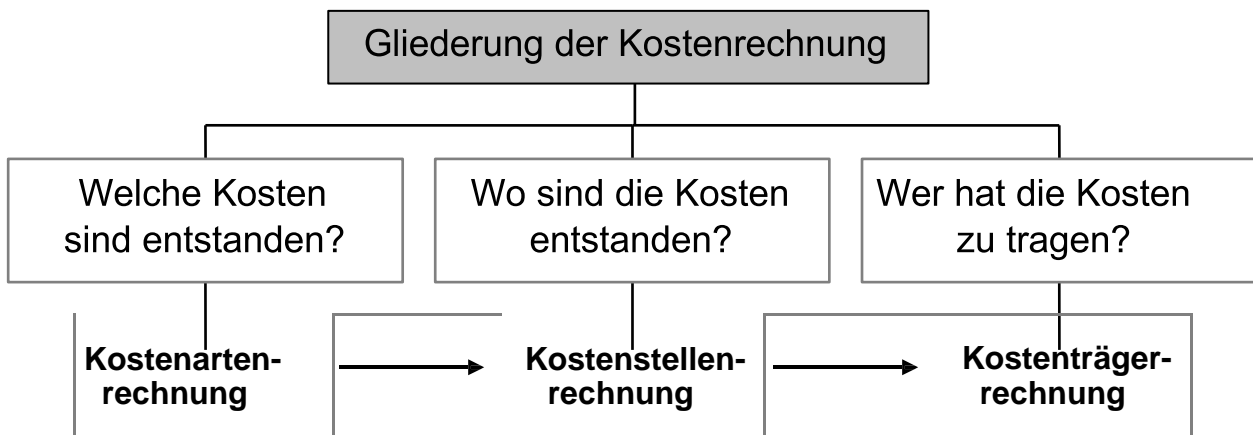 Gliederung der Kostenrechnung
Welche Kosten
sind entstanden?
Wo sind die Kosten
entstanden?
Wer hat die Kosten
zu tragen?
Kostenarten-
rechnung
Kostenstellen-
rechnung
Kostenträger-
rechnung